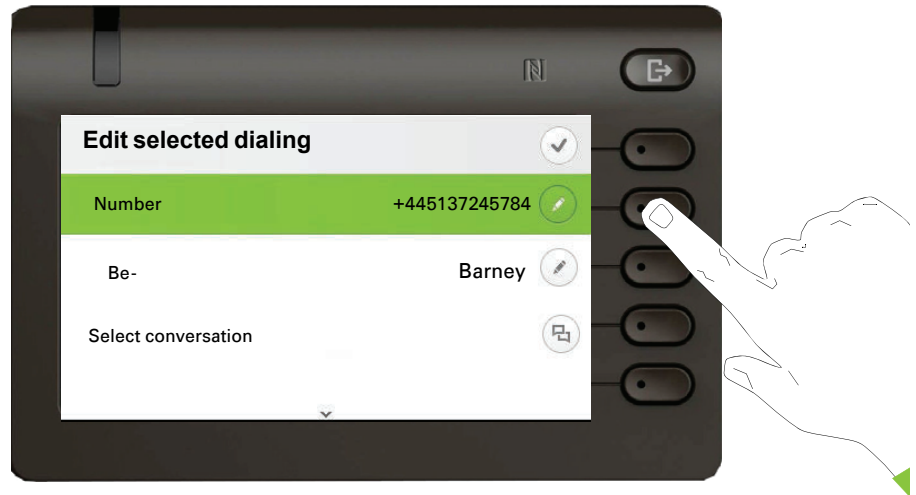 Edit selected dialing
Number +445137245784
Be- Barney
Select conversation